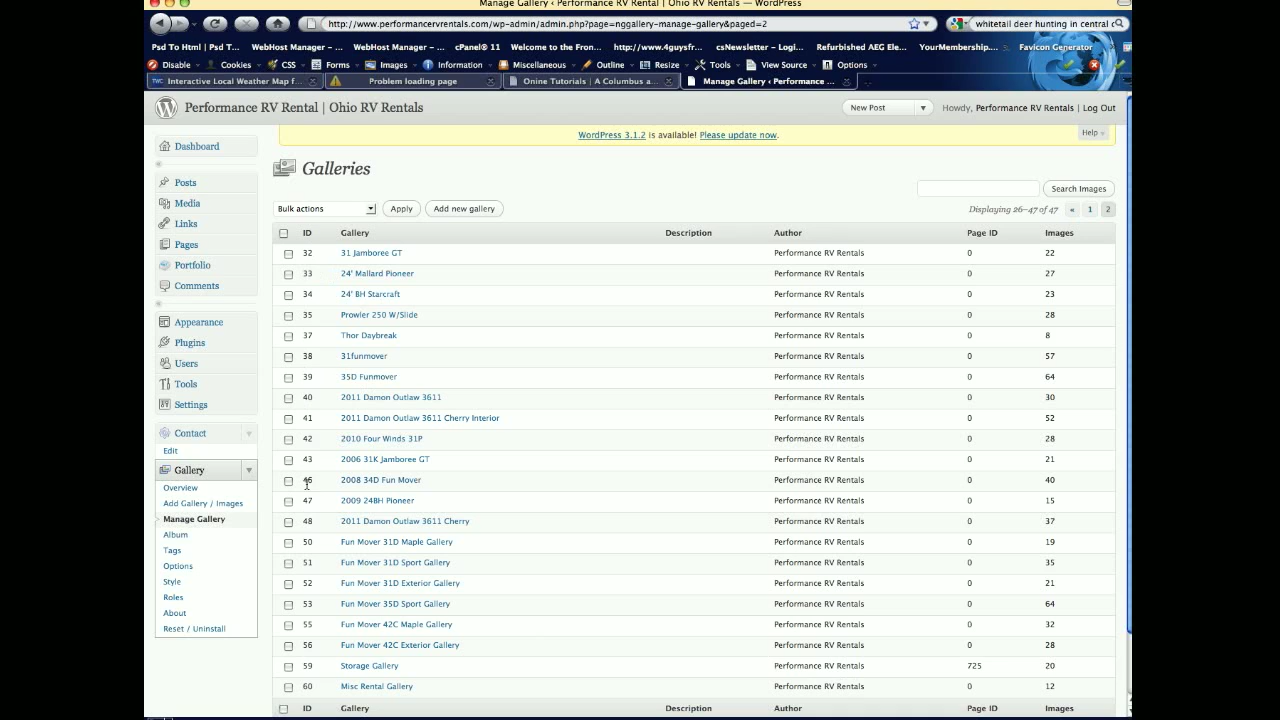 Manage Gallery ‹ Performance RV Rental | Ohio RV Rentals — WordPress
http://www.performancervrentals.com/wp-admin/admin.php?page=nggallery-manage-gallery&paged=2
whitetail deer hunting in central c
Psd To Html | Psd T... WebHost Manager – ... WebHost Manager – ... cPanel® 11 Welcome to the Fron... http://www.4guysfr... csNewsletter – Logi... Refurbished AEG Ele... YourMembership.... Favicon Generator
Disable Cookies CSS Forms Images Information Miscellaneous Outline Resize Tools View Source Options
TWC Interactive Local Weather Map f... Problem loading page Onine Tutorials | A Columbus a... Manage Gallery ‹ Performance ...
Performance RV Rental | Ohio RV Rentals New Post Howdy, Performance RV Rentals | Log Out
WordPress 3.1.2 is available! Please update now. Help
Dashboard
Posts
Media
Links
Pages
Portfolio
Comments
Appearance
Plugins
Users
Tools
Settings
Contact
Edit
Gallery
Overview
Add Gallery / Images
Manage Gallery
Album
Tags
Options
Style
Roles
About
Reset / Uninstall
Galleries
Search Images
Bulk actions Apply Add new gallery Displaying 26–47 of 47 « 1 2
ID Gallery Description Author Page ID Images
32 31 Jamboree GT Performance RV Rentals 0 22
33 24' Mallard Pioneer Performance RV Rentals 0 27
34 24' BH Starcraft Performance RV Rentals 0 23
35 Prowler 250 W/Slide Performance RV Rentals 0 28
37 Thor Daybreak Performance RV Rentals 0 8
38 31funmover Performance RV Rentals 0 57
39 35D Funmover Performance RV Rentals 0 64
40 2011 Damon Outlaw 3611 Performance RV Rentals 0 30
41 2011 Damon Outlaw 3611 Cherry Interior Performance RV Rentals 0 52
42 2010 Four Winds 31P Performance RV Rentals 0 28
43 2006 31K Jamboree GT Performance RV Rentals 0 21
46 2008 34D Fun Mover Performance RV Rentals 0 40
47 2009 24BH Pioneer Performance RV Rentals 0 15
48 2011 Damon Outlaw 3611 Cherry Performance RV Rentals 0 37
50 Fun Mover 31D Maple Gallery Performance RV Rentals 0 19
51 Fun Mover 31D Sport Gallery Performance RV Rentals 0 35
52 Fun Mover 31D Exterior Gallery Performance RV Rentals 0 21
53 Fun Mover 35D Sport Gallery Performance RV Rentals 0 64
55 Fun Mover 42C Maple Gallery Performance RV Rentals 0 32
56 Fun Mover 42C Exterior Gallery Performance RV Rentals 0 28
59 Storage Gallery Performance RV Rentals 725 20
60 Misc Rental Gallery Performance RV Rentals 0 12
ID Gallery Description Author Page ID Images